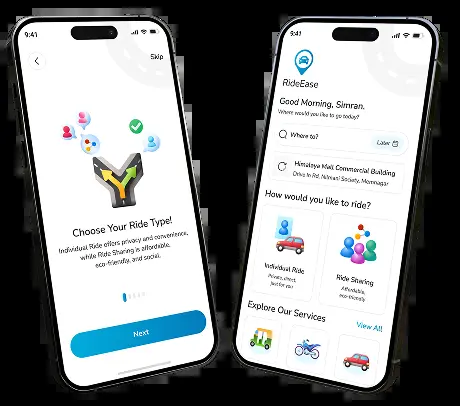 9:41
Skip
Choose Your Ride Type!
Individual Ride offers privacy and convenience,
while Ride Sharing is affordable,
eco-friendly, and social.
Next
9:41
RideEase
Good Morning, Simran.
Where would you like to go today?
Where to?
Later
Himalaya Mall Commercial Building
Drive In Rd, Nilmani Society, Memnagar
How would you like to ride?
Individual Ride
Private, direct,
just for you
Ride Sharing
Affordable,
eco-friendly
Explore Our Services
View All